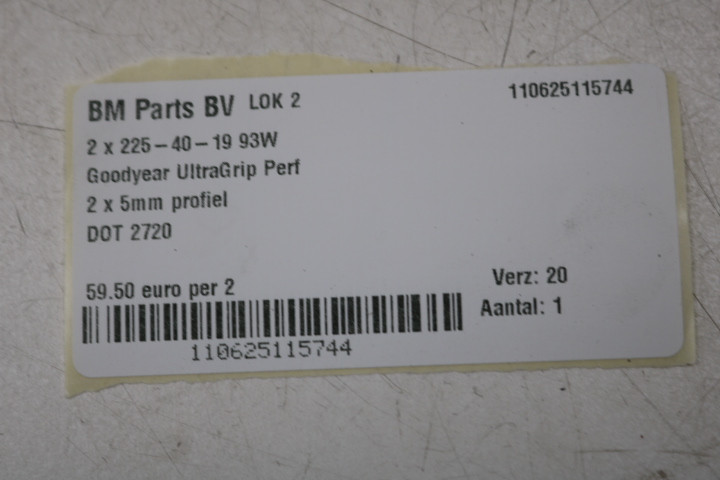 BM Parts BV LOK 2
110625115744
2 x 225-40-19 93W
Goodyear UltraGrip Perf
2 x 5mm profiel
DOT 2720
59.50 euro per 2
Verz: 20
Aantal: 1
110625115744